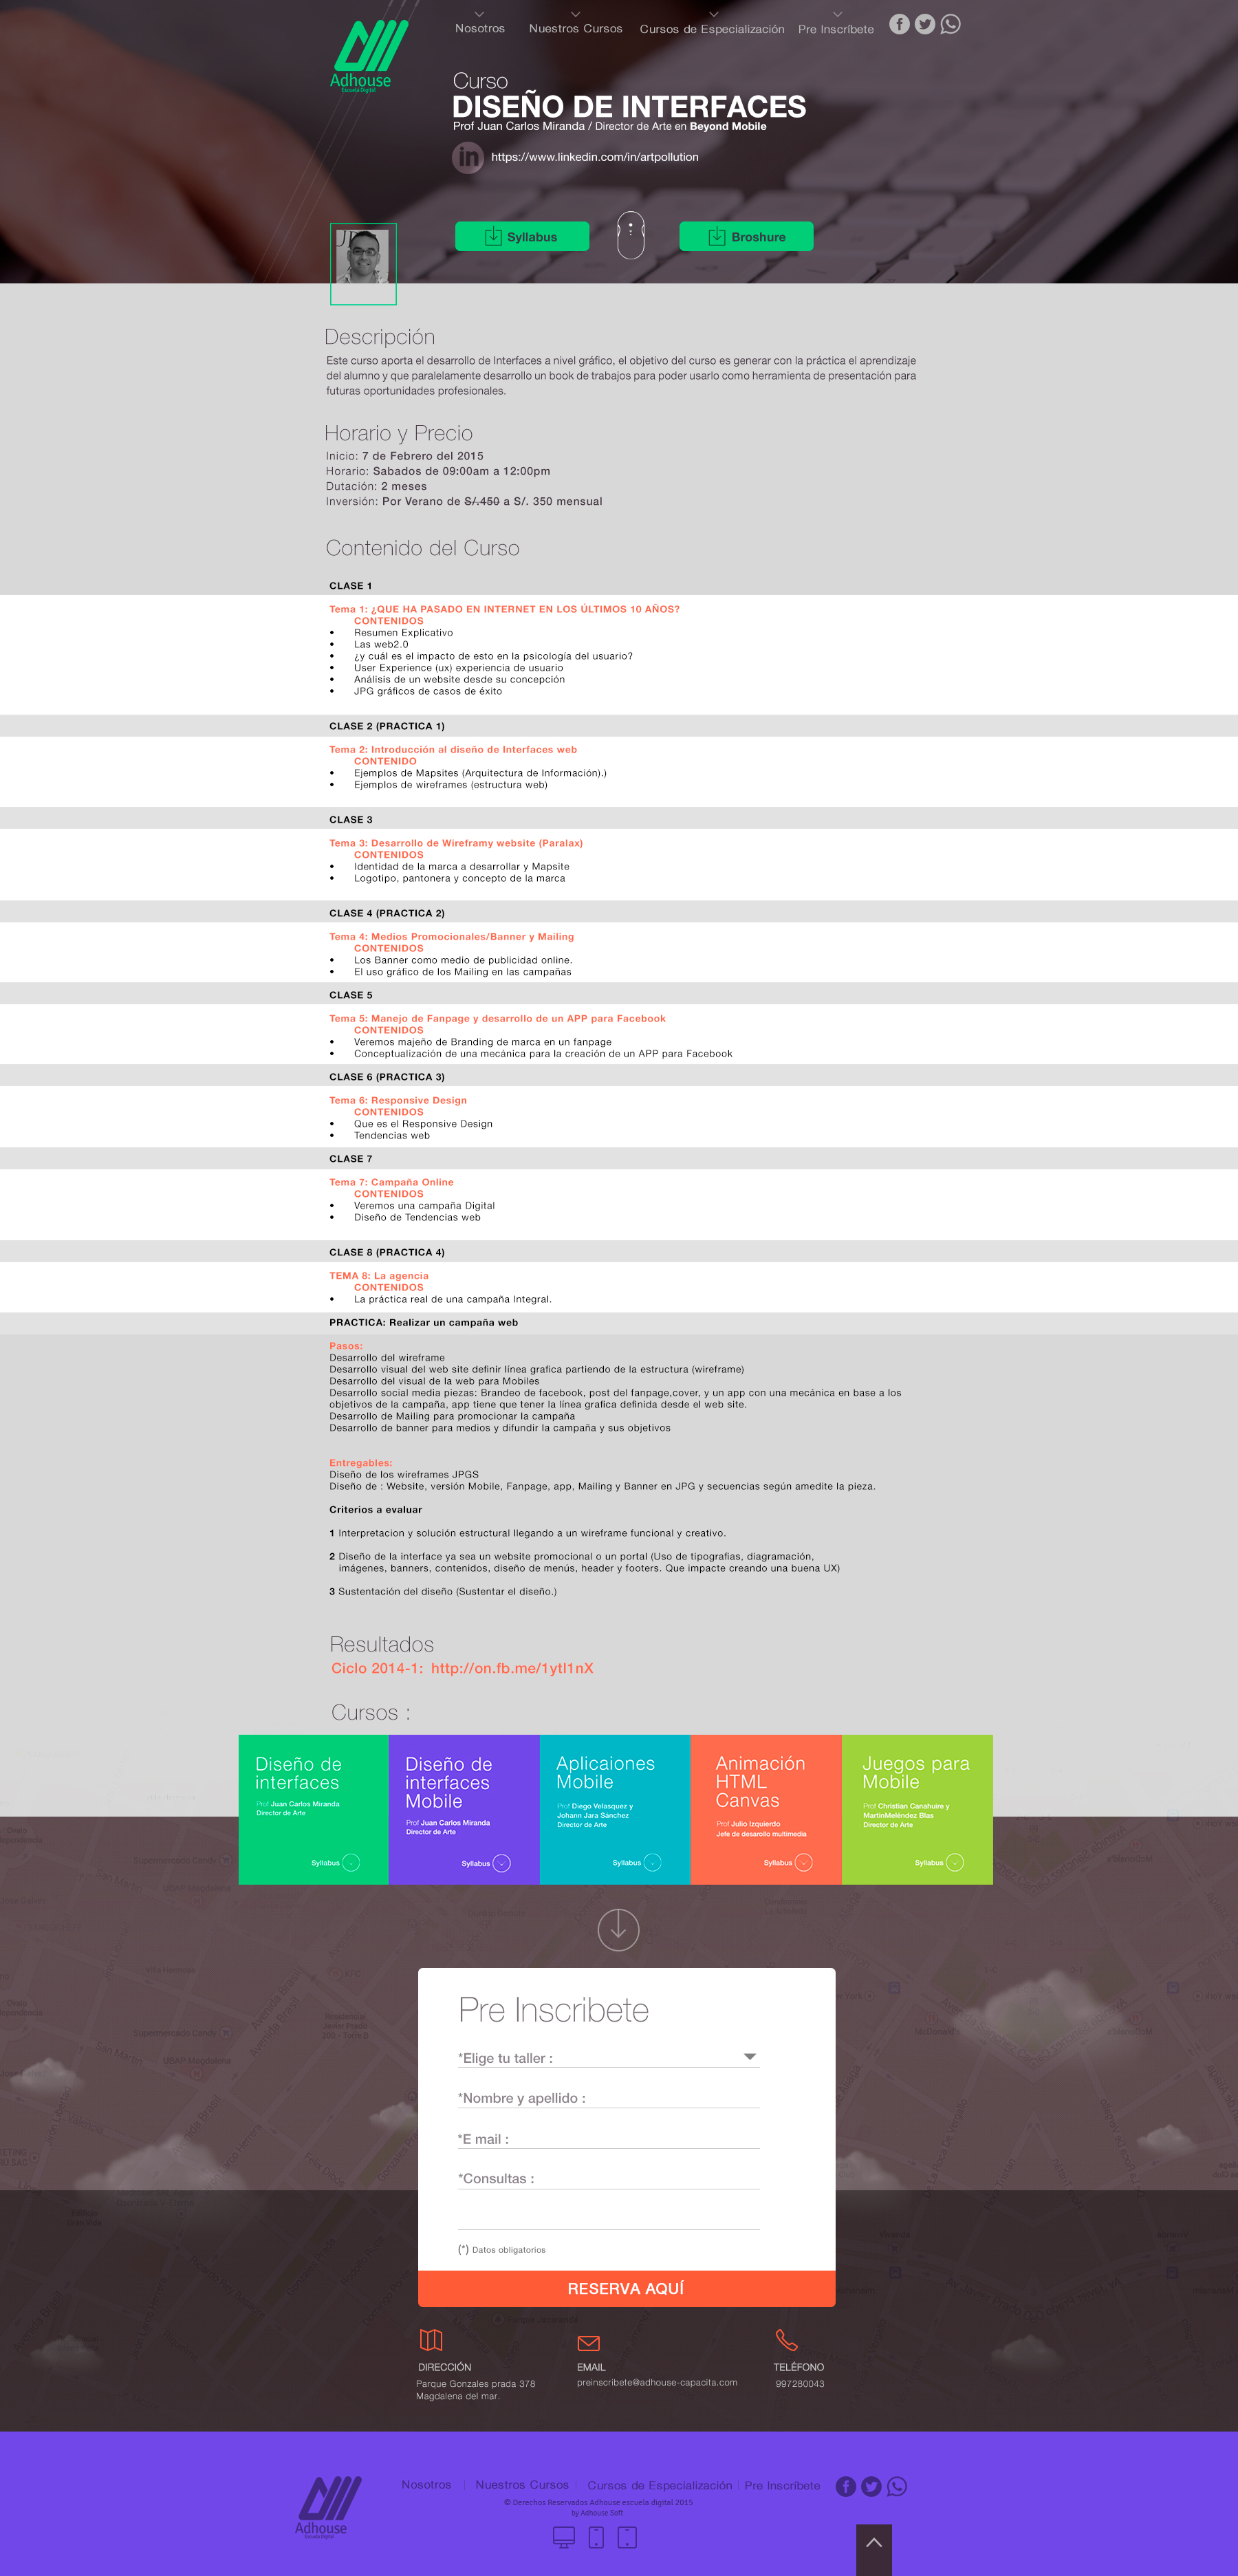 Nosotros
Nuestros Cursos
Cursos de Especialización
Pre Inscríbete
Adhouse
Escuela Digital
Curso
DISEÑO DE INTERFACES
Prof Juan Carlos Miranda / Director de Arte en Beyond Mobile
in https://www.linkedin.com/in/artpollution
Syllabus
Broshure
Descripción
Este curso aporta el desarrollo de Interfaces a nivel gráfico, el objetivo del curso es generar con la práctica el aprendizaje
del alumno y que paralelamente desarrollo un book de trabajos para poder usarlo como herramienta de presentación para
futuras oportunidades profesionales.
Horario y Precio
Inicio: 7 de Febrero del 2015
Horario: Sabados de 09:00am a 12:00pm
Dutación: 2 meses
Inversión: Por Verano de S/.450 a S/. 350 mensual
Contenido del Curso
CLASE 1
Tema 1: ¿QUE HA PASADO EN INTERNET EN LOS ÚLTIMOS 10 AÑOS?
CONTENIDOS
• Resumen Explicativo
• Las web2.0
• ¿y cuál es el impacto de esto en la psicología del usuario?
• User Experience (ux) experiencia de usuario
• Análisis de un website desde su concepción
• JPG gráficos de casos de éxito
CLASE 2 (PRACTICA 1)
Tema 2: Introducción al diseño de Interfaces web
CONTENIDO
• Ejemplos de Mapsites (Arquitectura de Información).)
• Ejemplos de wireframes (estructura web)
CLASE 3
Tema 3: Desarrollo de Wireframy website (Paralax)
CONTENIDOS
• Identidad de la marca a desarrollar y Mapsite
• Logotipo, pantonera y concepto de la marca
CLASE 4 (PRACTICA 2)
Tema 4: Medios Promocionales/Banner y Mailing
CONTENIDOS
• Los Banner como medio de publicidad online.
• El uso gráfico de los Mailing en las campañas
CLASE 5
Tema 5: Manejo de Fanpage y desarrollo de un APP para Facebook
CONTENIDOS
• Veremos majeño de Branding de marca en un fanpage
• Conceptualización de una mecánica para la creación de un APP para Facebook
CLASE 6 (PRACTICA 3)
Tema 6: Responsive Design
CONTENIDOS
• Que es el Responsive Design
• Tendencias web
CLASE 7
Tema 7: Campaña Online
CONTENIDOS
• Veremos una campaña Digital
• Diseño de Tendencias web
CLASE 8 (PRACTICA 4)
TEMA 8: La agencia
CONTENIDOS
• La práctica real de una campaña Integral.
PRACTICA: Realizar un campaña web
Pasos:
Desarrollo del wireframe
Desarrollo visual del web site definir línea grafica partiendo de la estructura (wireframe)
Desarrollo del visual de la web para Mobiles
Desarrollo social media piezas: Brandeo de facebook, post del fanpage,cover, y un app con una mecánica en base a los
objetivos de la campaña, app tiene que tener la línea grafica definida desde el web site.
Desarrollo de Mailing para promocionar la campaña
Desarrollo de banner para medios y difundir la campaña y sus objetivos
Entregables:
Diseño de los wireframes JPGS
Diseño de : Website, versión Mobile, Fanpage, app, Mailing y Banner en JPG y secuencias según amedite la pieza.
Criterios a evaluar
1 Interpretacion y solución estructural llegando a un wireframe funcional y creativo.
2 Diseño de la interface ya sea un website promocional o un portal (Uso de tipografias, diagramación,
imágenes, banners, contenidos, diseño de menús, header y footers. Que impacte creando una buena UX)
3 Sustentación del diseño (Sustentar el diseño.)
Resultados
Ciclo 2014-1: http://on.fb.me/1ytl1nX
Cursos :
Diseño de
interfaces
Prof Juan Carlos Miranda
Director de Arte
Syllabus
Diseño de
interfaces
Mobile
Prof Juan Carlos Miranda
Director de Arte
Syllabus
Aplicaiones
Mobile
Prof Diego Velasquez y
Johann Jara Sánchez
Director de Arte
Syllabus
Animación
HTML
Canvas
Prof Julio Izquierdo
Jefe de desarollo multimedia
Syllabus
Juegos para
Mobile
Prof Christian Canahuire y
MartinMeléndez Blas
Director de Arte
Syllabus
Pre Inscribete
*Elige tu taller :
*Nombre y apellido :
*E mail :
*Consultas :
(*) Datos obligatorios
RESERVA AQUÍ
DIRECCIÓN
Parque Gonzales prada 378
Magdalena del mar.
EMAIL
preinscribete@adhouse-capacita.com
TELÉFONO
997280043
Adhouse
Escuela Digital
Nosotros | Nuestros Cursos | Cursos de Especialización | Pre Inscríbete
© Derechos Reservados Adhouse escuela digital 2015
by Adhouse Soft